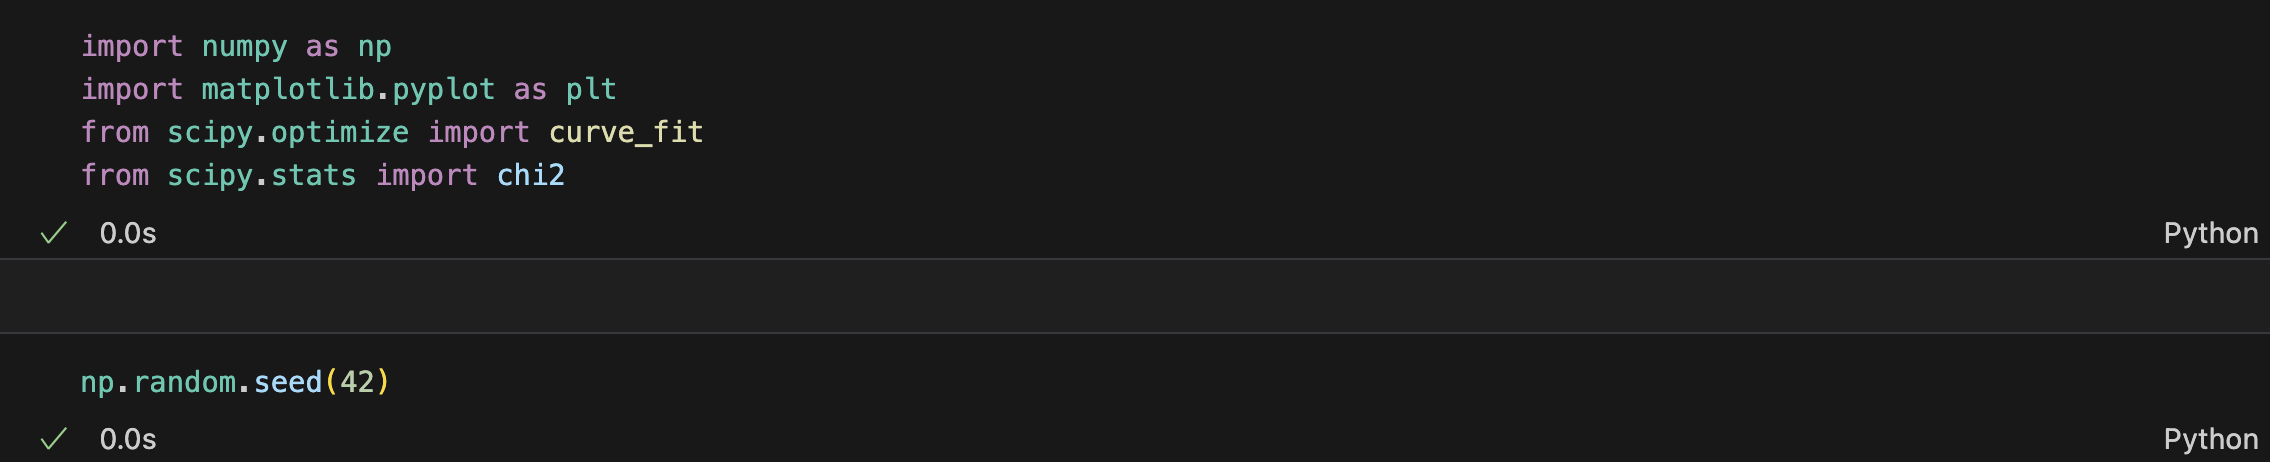 import numpy as np
import matplotlib.pyplot as plt
from scipy.optimize import curve_fit
from scipy.stats import chi2
0.0s
Python
np.random.seed(42)
0.0s
Python